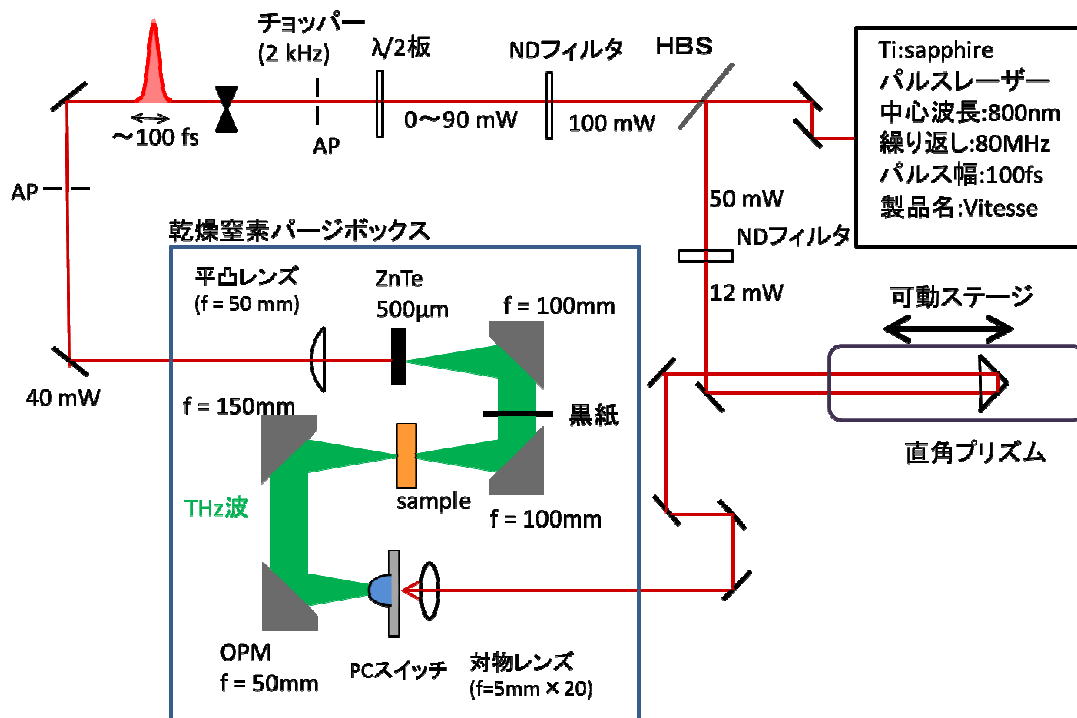 チョッパー
(2 kHz)
λ/2板
NDフィルタ
HBS
Ti:sapphire
パルスレーザー
中心波長:800nm
繰り返し:80MHz
パルス幅:100fs
製品名:Vitesse
～100 fs
AP
0～90 mW
100 mW
AP
50 mW
NDフィルタ
12 mW
乾燥窒素パージボックス
平凸レンズ
(f = 50 mm)
ZnTe
500μm
f = 100mm
可動ステージ
40 mW
f = 150mm
黒紙
直角プリズム
THz波
sample
f = 100mm
OPM
f = 50mm
PCスイッチ
対物レンズ
(f=5mm × 20)